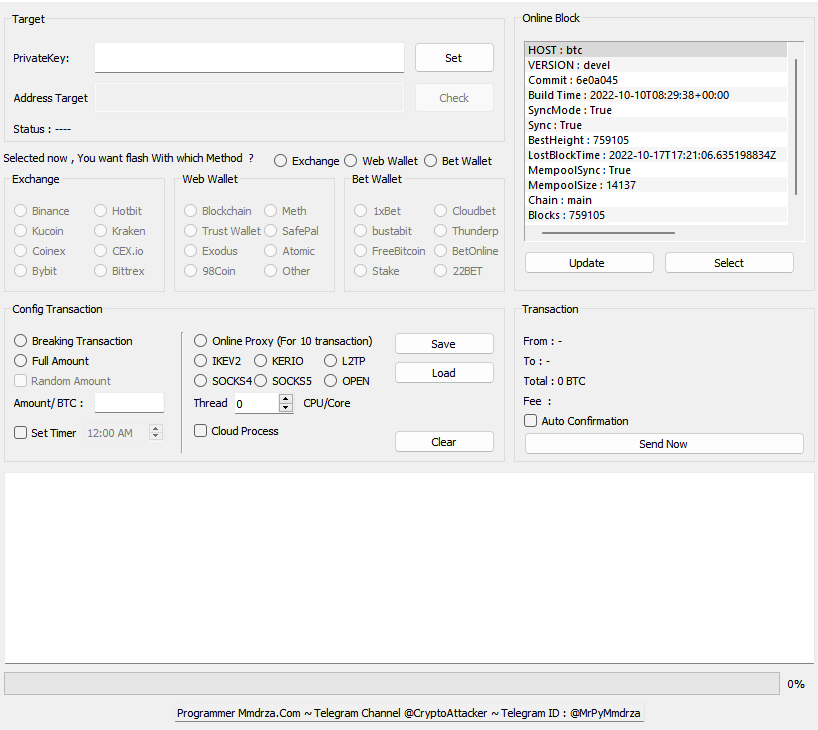 Target
PrivateKey:
Set
Address Target
Check
Status : ----
Online Block
HOST : btc
VERSION : devel
Commit : 6e0a045
Build Time : 2022-10-10T08:29:38+00:00
SyncMode : True
Sync : True
BestHeight : 759105
LostBlockTime : 2022-10-17T17:21:06.635198834Z
MempoolSync : True
MempoolSize : 14137
Chain : main
Blocks : 759105
Update
Select
Selected now , You want flash With which Method ?
Exchange
Web Wallet
Bet Wallet
Exchange
Binance
Hotbit
Kucoin
Kraken
Coinex
CEX.io
Bybit
Bittrex
Web Wallet
Blockchain
Meth
Trust Wallet
SafePal
Exodus
Atomic
98Coin
Other
Bet Wallet
1xBet
Cloudbet
bustabit
Thunderp
FreeBitcoin
BetOnline
Stake
22BET
Config Transaction
Breaking Transaction
Full Amount
Random Amount
Amount/ BTC :
Set Timer
12:00 AM
Online Proxy (For 10 transaction)
IKEV2
KERIO
L2TP
SOCKS4
SOCKS5
OPEN
Thread
0
CPU/Core
Cloud Process
Save
Load
Clear
Transaction
From : -
To : -
Total : 0 BTC
Fee :
Auto Confirmation
Send Now
0%
Programmer Mmdrza.Com ~ Telegram Channel @CryptoAttacker ~ Telegram ID : @MrPyMmdrza